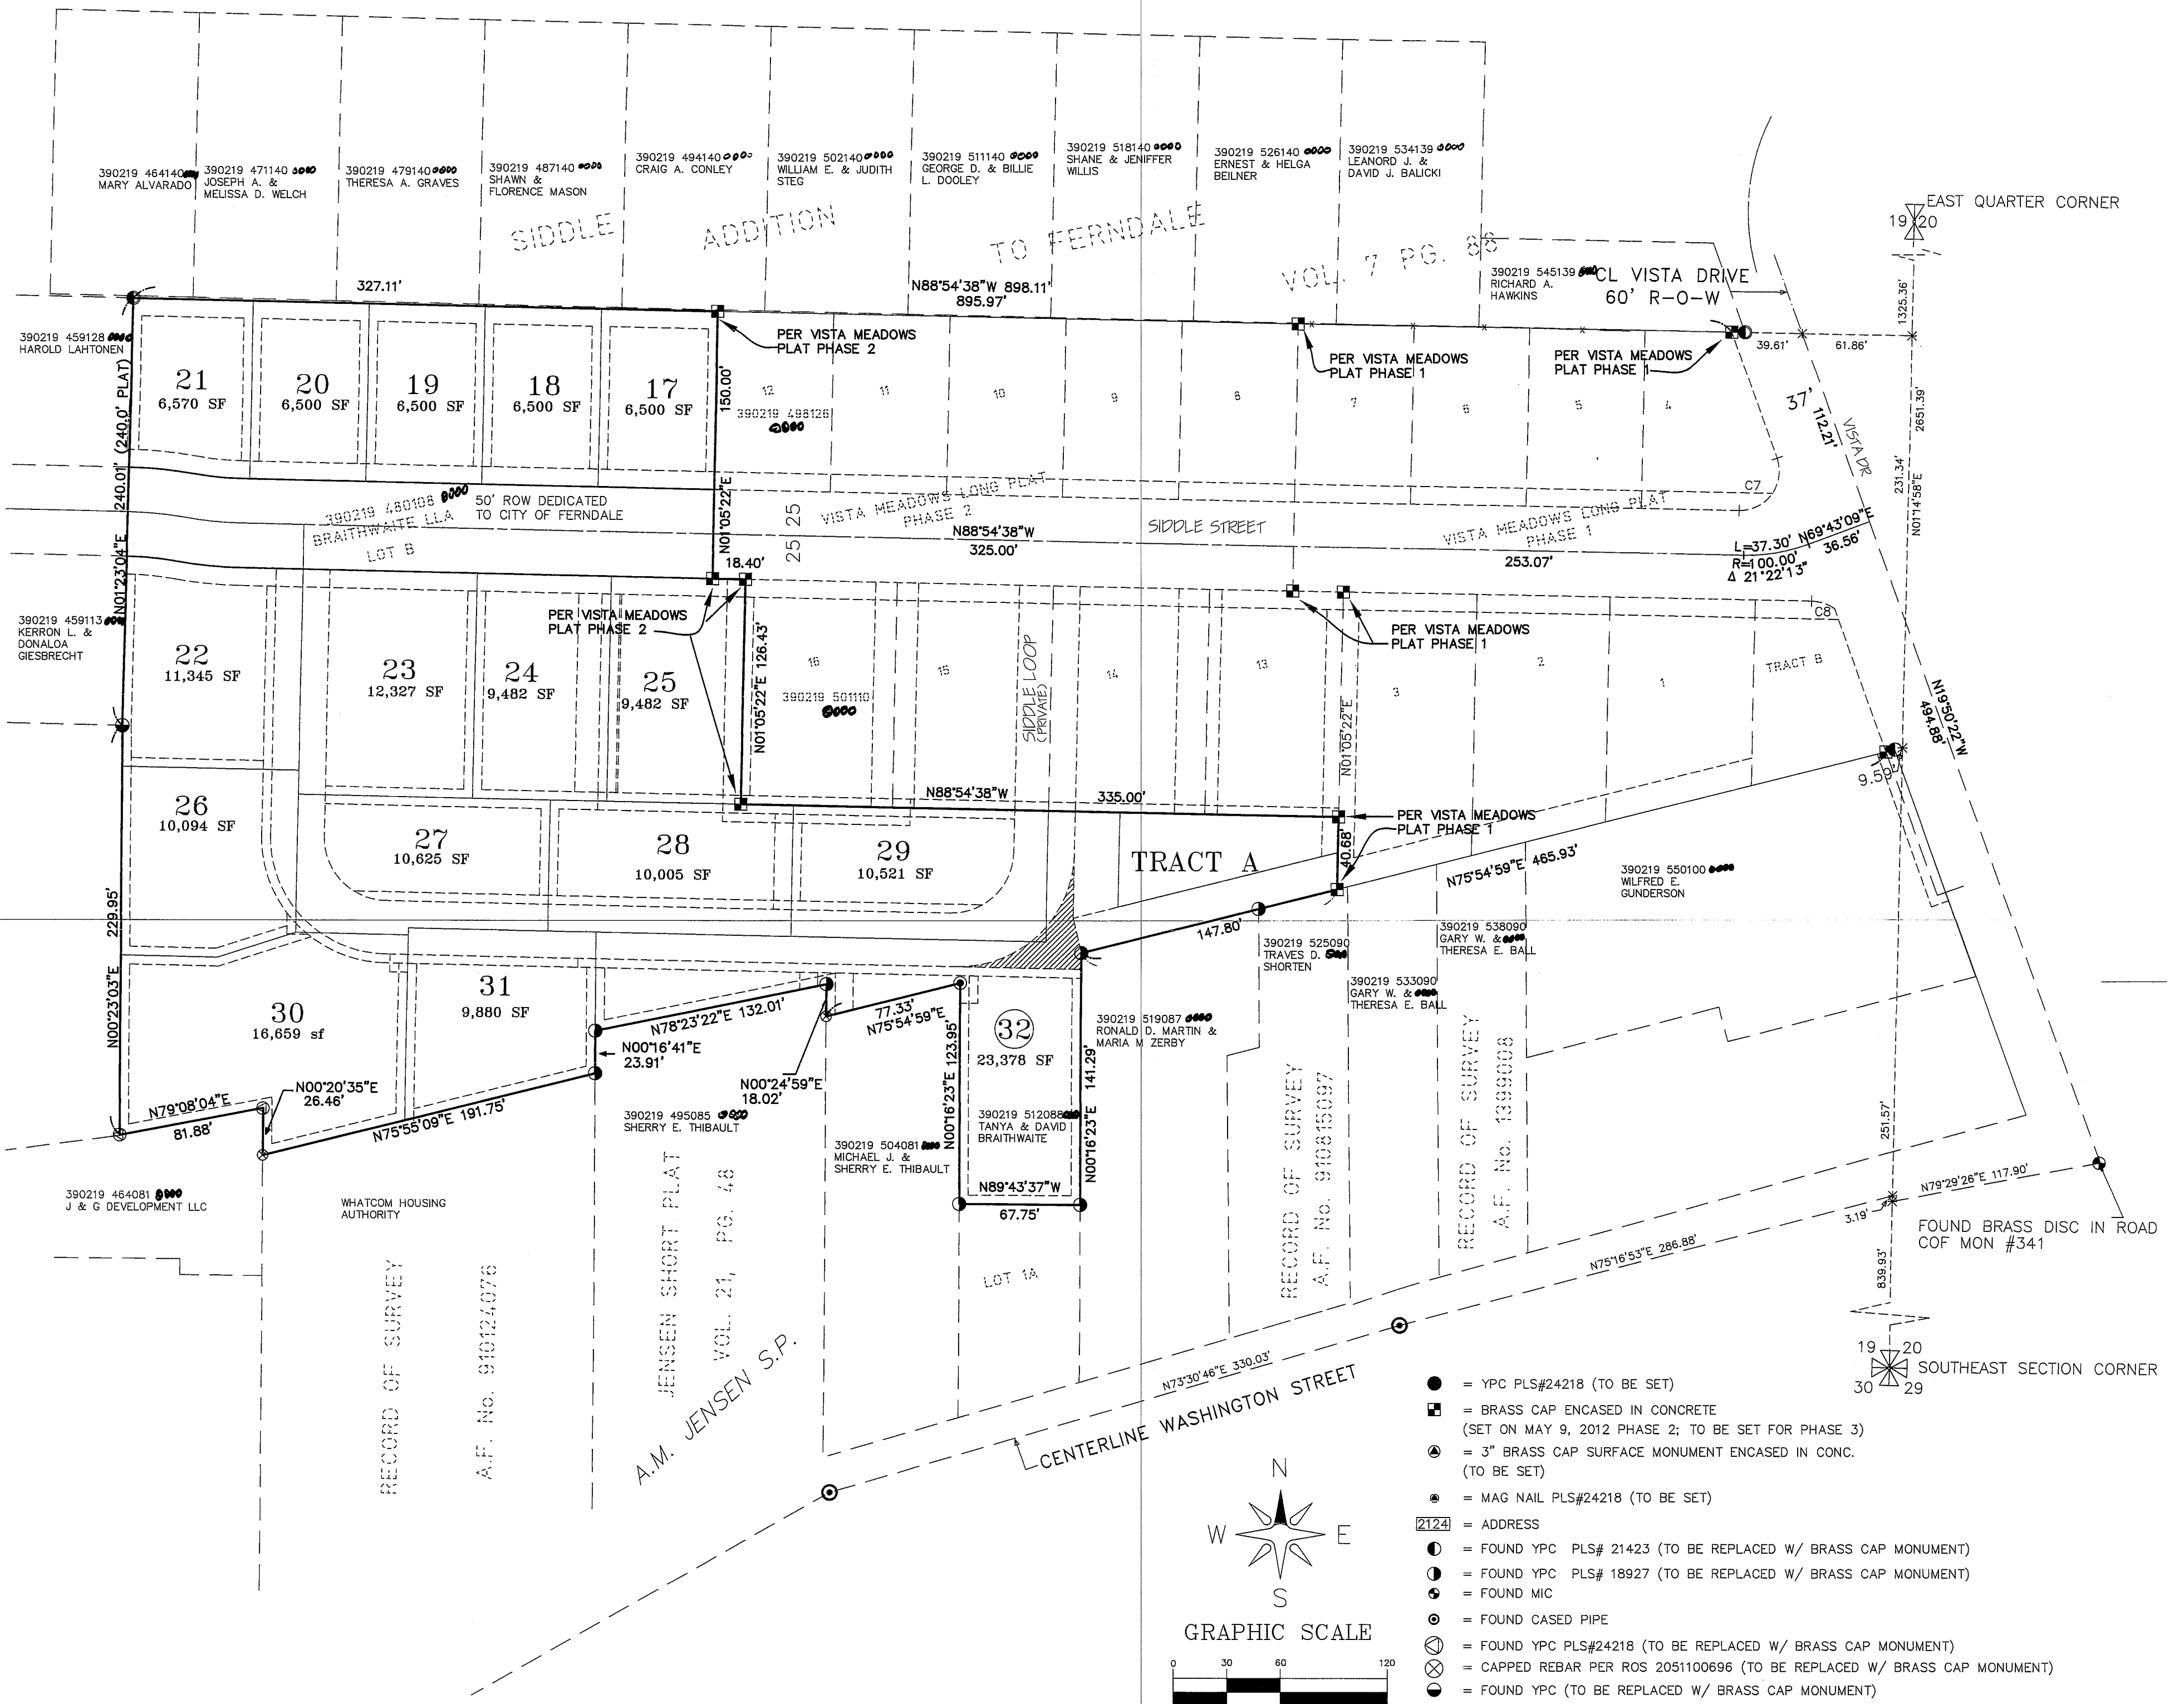 390219 464140
MARY ALVARADO
390219 471140 0000
JOSEPH A. &
MELISSA D. WELCH
390219 479140 0000
THERESA A. GRAVES
390219 487140 0000
SHAWN &
FLORENCE MASON
390219 494140 0000
CRAIG A. CONLEY
390219 502140 0000
WILLIAM E. & JUDITH
STEG
390219 511140 0000
GEORGE D. & BILLIE
L. DOOLEY
390219 518140 0000
SHANE & JENIFFER
WILLIS
390219 526140 0000
ERNEST & HELGA
BEILNER
390219 534139 0000
LEANORD J. &
DAVID J. BALICKI
SIDDLE ADDITION TO FERNDALE VOL. 7 PG. 88
390219 545139
RICHARD A.
HAWKINS
CL VISTA DRIVE
60' R-O-W
EAST QUARTER CORNER
19 20
1325.36'
327.11'
N88°54'38"W 898.11'
895.97'
PER VISTA MEADOWS
PLAT PHASE 2
PER VISTA MEADOWS
PLAT PHASE 1
PER VISTA MEADOWS
PLAT PHASE 1
39.61'
61.86'
390219 459128
HAROLD LAHTONEN
N01°23'04"E 240.01' (240.0' PLAT)
21
6,570 SF
20
6,500 SF
19
6,500 SF
18
6,500 SF
17
6,500 SF
150.00'
N01°05'22"E
12
390219 498126
0000
11
10
9
8
7
6
5
4
37'
112.21'
VISTA DR
2651.39'
231.34'
N01°14'58"E
C7
390219 480108 0000
BRAITHWAITE LLA
LOT B
50' ROW DEDICATED
TO CITY OF FERNDALE
25 25
25 25
VISTA MEADOWS LONG PLAT
PHASE 2
N88°54'38"W
325.00'
SIDDLE STREET
VISTA MEADOWS LONG PLAT
PHASE 1
253.07'
L=37.30' N69°43'09"E
R=100.00' 36.56'
Δ 21°22'13"
18.40'
PER VISTA MEADOWS
PLAT PHASE 2
PER VISTA MEADOWS
PLAT PHASE 1
C8
390219 459113
KERRON L. &
DONALOA
GIESBRECHT
22
11,345 SF
23
12,327 SF
24
9,482 SF
25
9,482 SF
N01°05'22"E 126.43'
16
390219 501110
0000
15
SIDDLE LOOP
(PRIVATE)
14
13
N01°05'22"E
3
2
1
TRACT B
N19°50'22"W
494.88'
9.59'
26
10,094 SF
27
10,625 SF
28
10,005 SF
29
10,521 SF
N88°54'38"W
335.00'
PER VISTA MEADOWS
PLAT PHASE 1
TRACT A
40.68'
N75°54'59"E 465.93'
390219 550100
WILFRED E.
GUNDERSON
147.80'
390219 525090
TRAVES D.
SHORTEN
390219 538090
GARY W. &
THERESA E. BALL
390219 533090
GARY W. &
THERESA E. BALL
N00°23'03"E 229.95'
30
16,659 sf
31
9,880 SF
N78°23'22"E 132.01'
N00°16'41"E
23.91'
77.33'
N75°54'59"E
N00°24'59"E
18.02'
N00°16'23"E 123.95'
32
23,378 SF
390219 512088
TANYA & DAVID
BRAITHWAITE
N00°16'23"E 141.29'
390219 519087 0000
RONALD D. MARTIN &
MARIA M ZERBY
N79°08'04"E
81.88'
N00°20'35"E
26.46'
N75°55'09"E 191.75'
390219 495085 0000
SHERRY E. THIBAULT
390219 504081
MICHAEL J. &
SHERRY E. THIBAULT
N89°43'37"W
67.75'
390219 464081 0000
J & G DEVELOPMENT LLC
WHATCOM HOUSING
AUTHORITY
RECORD OF SURVEY
A.F. No. 910124076
JENSEN SHORT PLAT
VOL. 21, PG. 48
A.M. JENSEN S.P.
LOT 1A
RECORD OF SURVEY
A.F. No. 910815097
RECORD OF SURVEY
A.F. No. 1399008
251.57'
N79°29'26"E 117.90'
3.19'
FOUND BRASS DISC IN ROAD
COF MON #341
N75°16'53"E 286.88'
839.93'
N73°30'46"E 330.03'
CENTERLINE WASHINGTON STREET
19 20
30 29
SOUTHEAST SECTION CORNER
= YPC PLS#24218 (TO BE SET)
= BRASS CAP ENCASED IN CONCRETE
(SET ON MAY 9, 2012 PHASE 2; TO BE SET FOR PHASE 3)
= 3" BRASS CAP SURFACE MONUMENT ENCASED IN CONC.
(TO BE SET)
= MAG NAIL PLS#24218 (TO BE SET)
2124 = ADDRESS
= FOUND YPC PLS# 21423 (TO BE REPLACED W/ BRASS CAP MONUMENT)
= FOUND YPC PLS# 18927 (TO BE REPLACED W/ BRASS CAP MONUMENT)
= FOUND MIC
= FOUND CASED PIPE
= FOUND YPC PLS#24218 (TO BE REPLACED W/ BRASS CAP MONUMENT)
= CAPPED REBAR PER ROS 2051100696 (TO BE REPLACED W/ BRASS CAP MONUMENT)
= FOUND YPC (TO BE REPLACED W/ BRASS CAP MONUMENT)
N
W E
S
GRAPHIC SCALE
0 30 60 120